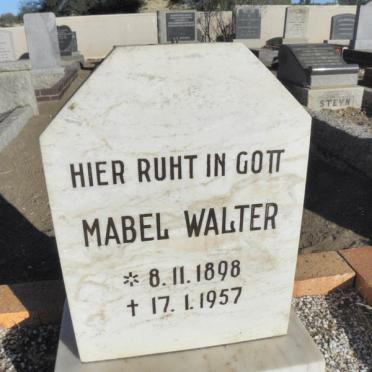 HIER RUHT IN GOTT
MABEL WALTER
* 8.11.1898
† 17.1.1957
STEYN